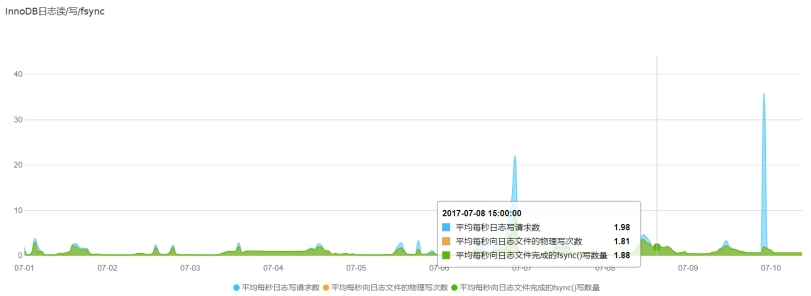 InnoDB日志读/写/fsync
40
30
20
10
0
2017-07-08 15:00:00
平均每秒日志写请求数 1.98
平均每秒向日志文件的物理写次数 1.81
平均每秒向日志文件完成的fsync()写数量 1.88
07-01 07-02 07-03 07-04 07-05 07-06 07-07 07-08 07-09 07-10
平均每秒日志写请求数 平均每秒向日志文件的物理写次数 平均每秒向日志文件完成的fsync()写数量